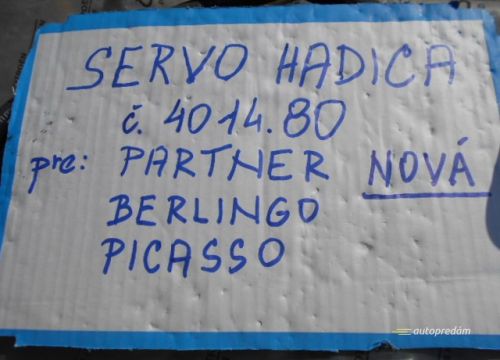 SERVO HADICA
č. 4014.80
pre: PARTNER NOVÁ
BERLINGO
PICASSO
autopredám